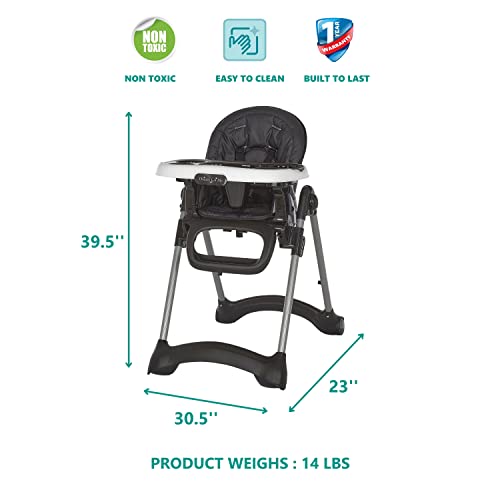 NON
TOXIC
1
YEAR
WARRANTY
NON TOXIC
EASY TO CLEAN
BUILT TO LAST
39.5''
30.5''
23''
PRODUCT WEIGHS : 14 LBS